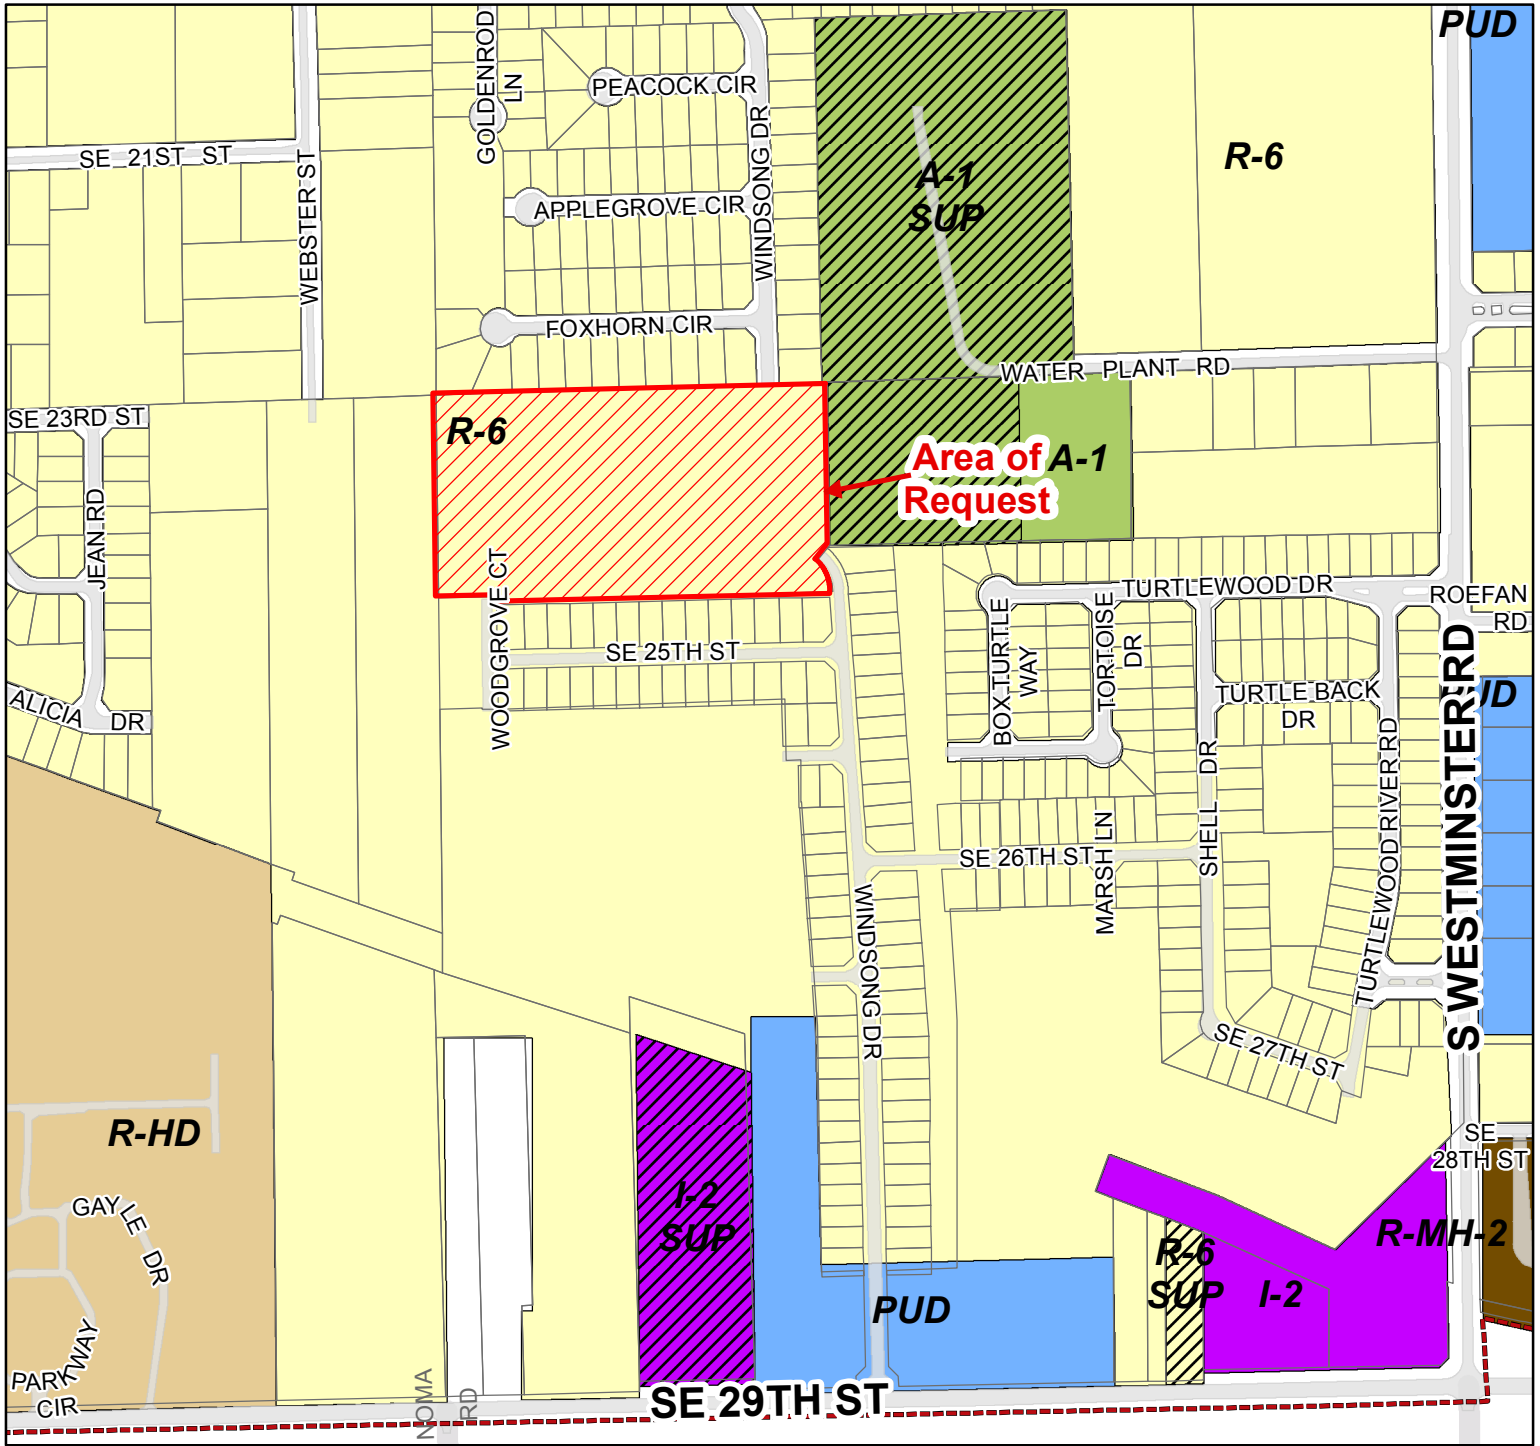 PUD
GOLDENROD
LN
PEACOCK CIR
WINDSONG DR
SE 21ST ST
WEBSTER ST
R-6
A-1
SUP
APPLEGROVE CIR
FOXHORN CIR
WATER PLANT RD
SE 23RD ST
R-6
Area of
Request
A-1
JEAN RD
WOODGROVE CT
TURTLEWOOD DR
ROEFAN
RD
BOX TURTLE
WAY
TORTOISE
DR
SE 25TH ST
ALICIA DR
TURTLE BACK
DR
S WESTMINSTER RD
UD
SHELL DR
TURTLEWOOD RIVER RD
SE 26TH ST
MARSH LN
WINDSONG DR
SE 27TH ST
R-HD
SE
28TH ST
GAYLE DR
I-2
SUP
R-6
SUP
I-2
R-MH-2
PUD
PARKWAY
CIR
NOMA
RD
SE 29TH ST